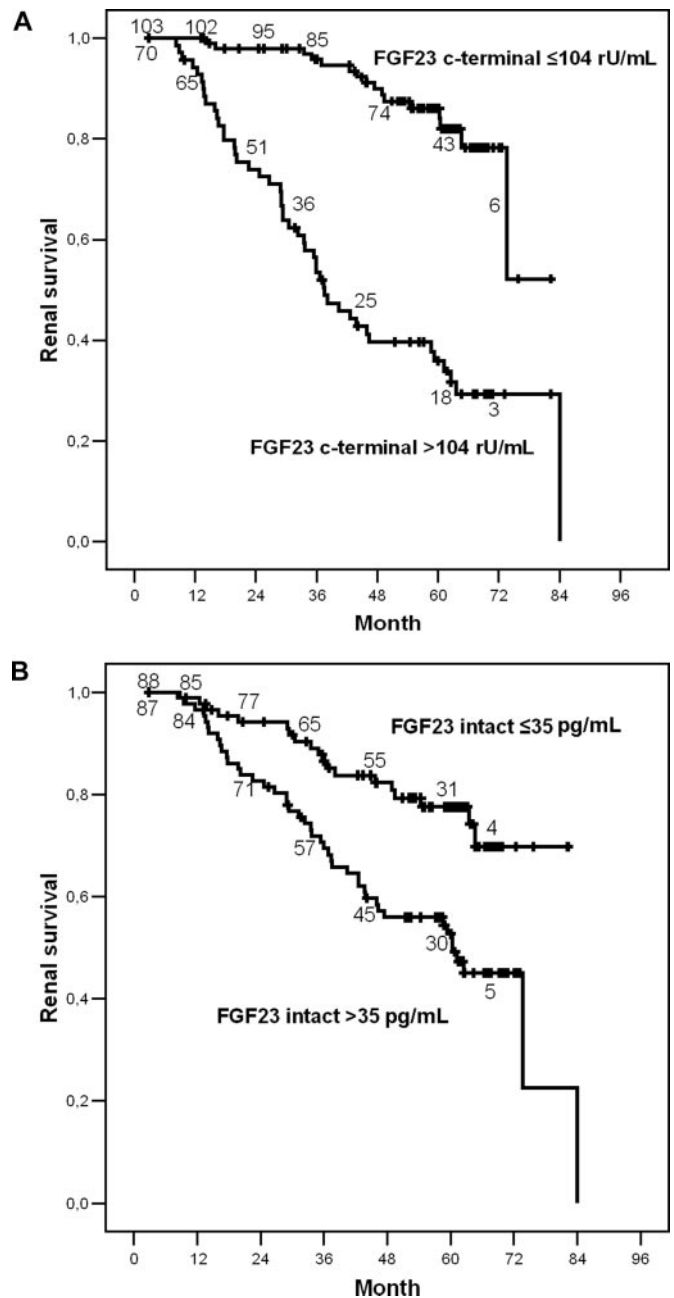 A
103 102 95 85 FGF23 c-terminal ≤104 rU/mL
1,0
70
65
74
43
0,8
51
6
36
0,6
25
0,4
18 3
FGF23 c-terminal >104 rU/mL
0,2
0,0
Renal survival
0 12 24 36 48 60 72 84 96
Month
B
88 85 77
1,0
87 84
65 FGF23 intact ≤35 pg/mL
55
31
4
0,8
71
57
0,6
45
30
5
FGF23 intact >35 pg/mL
0,4
0,2
0,0
Renal survival
0 12 24 36 48 60 72 84 96
Month